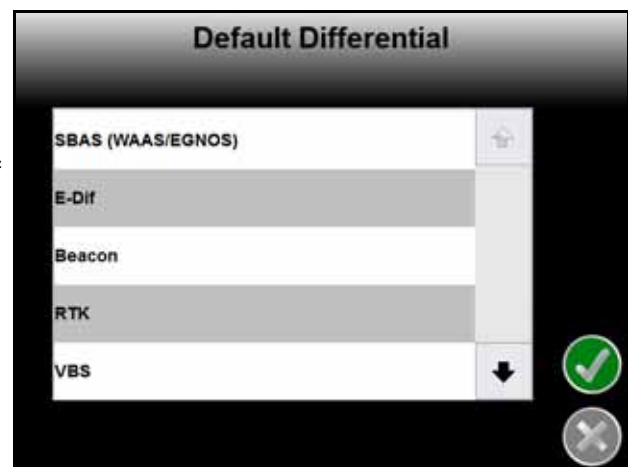 Default Differential
SBAS (WAAS/EGNOS)
E-Dif
Beacon
RTK
VBS